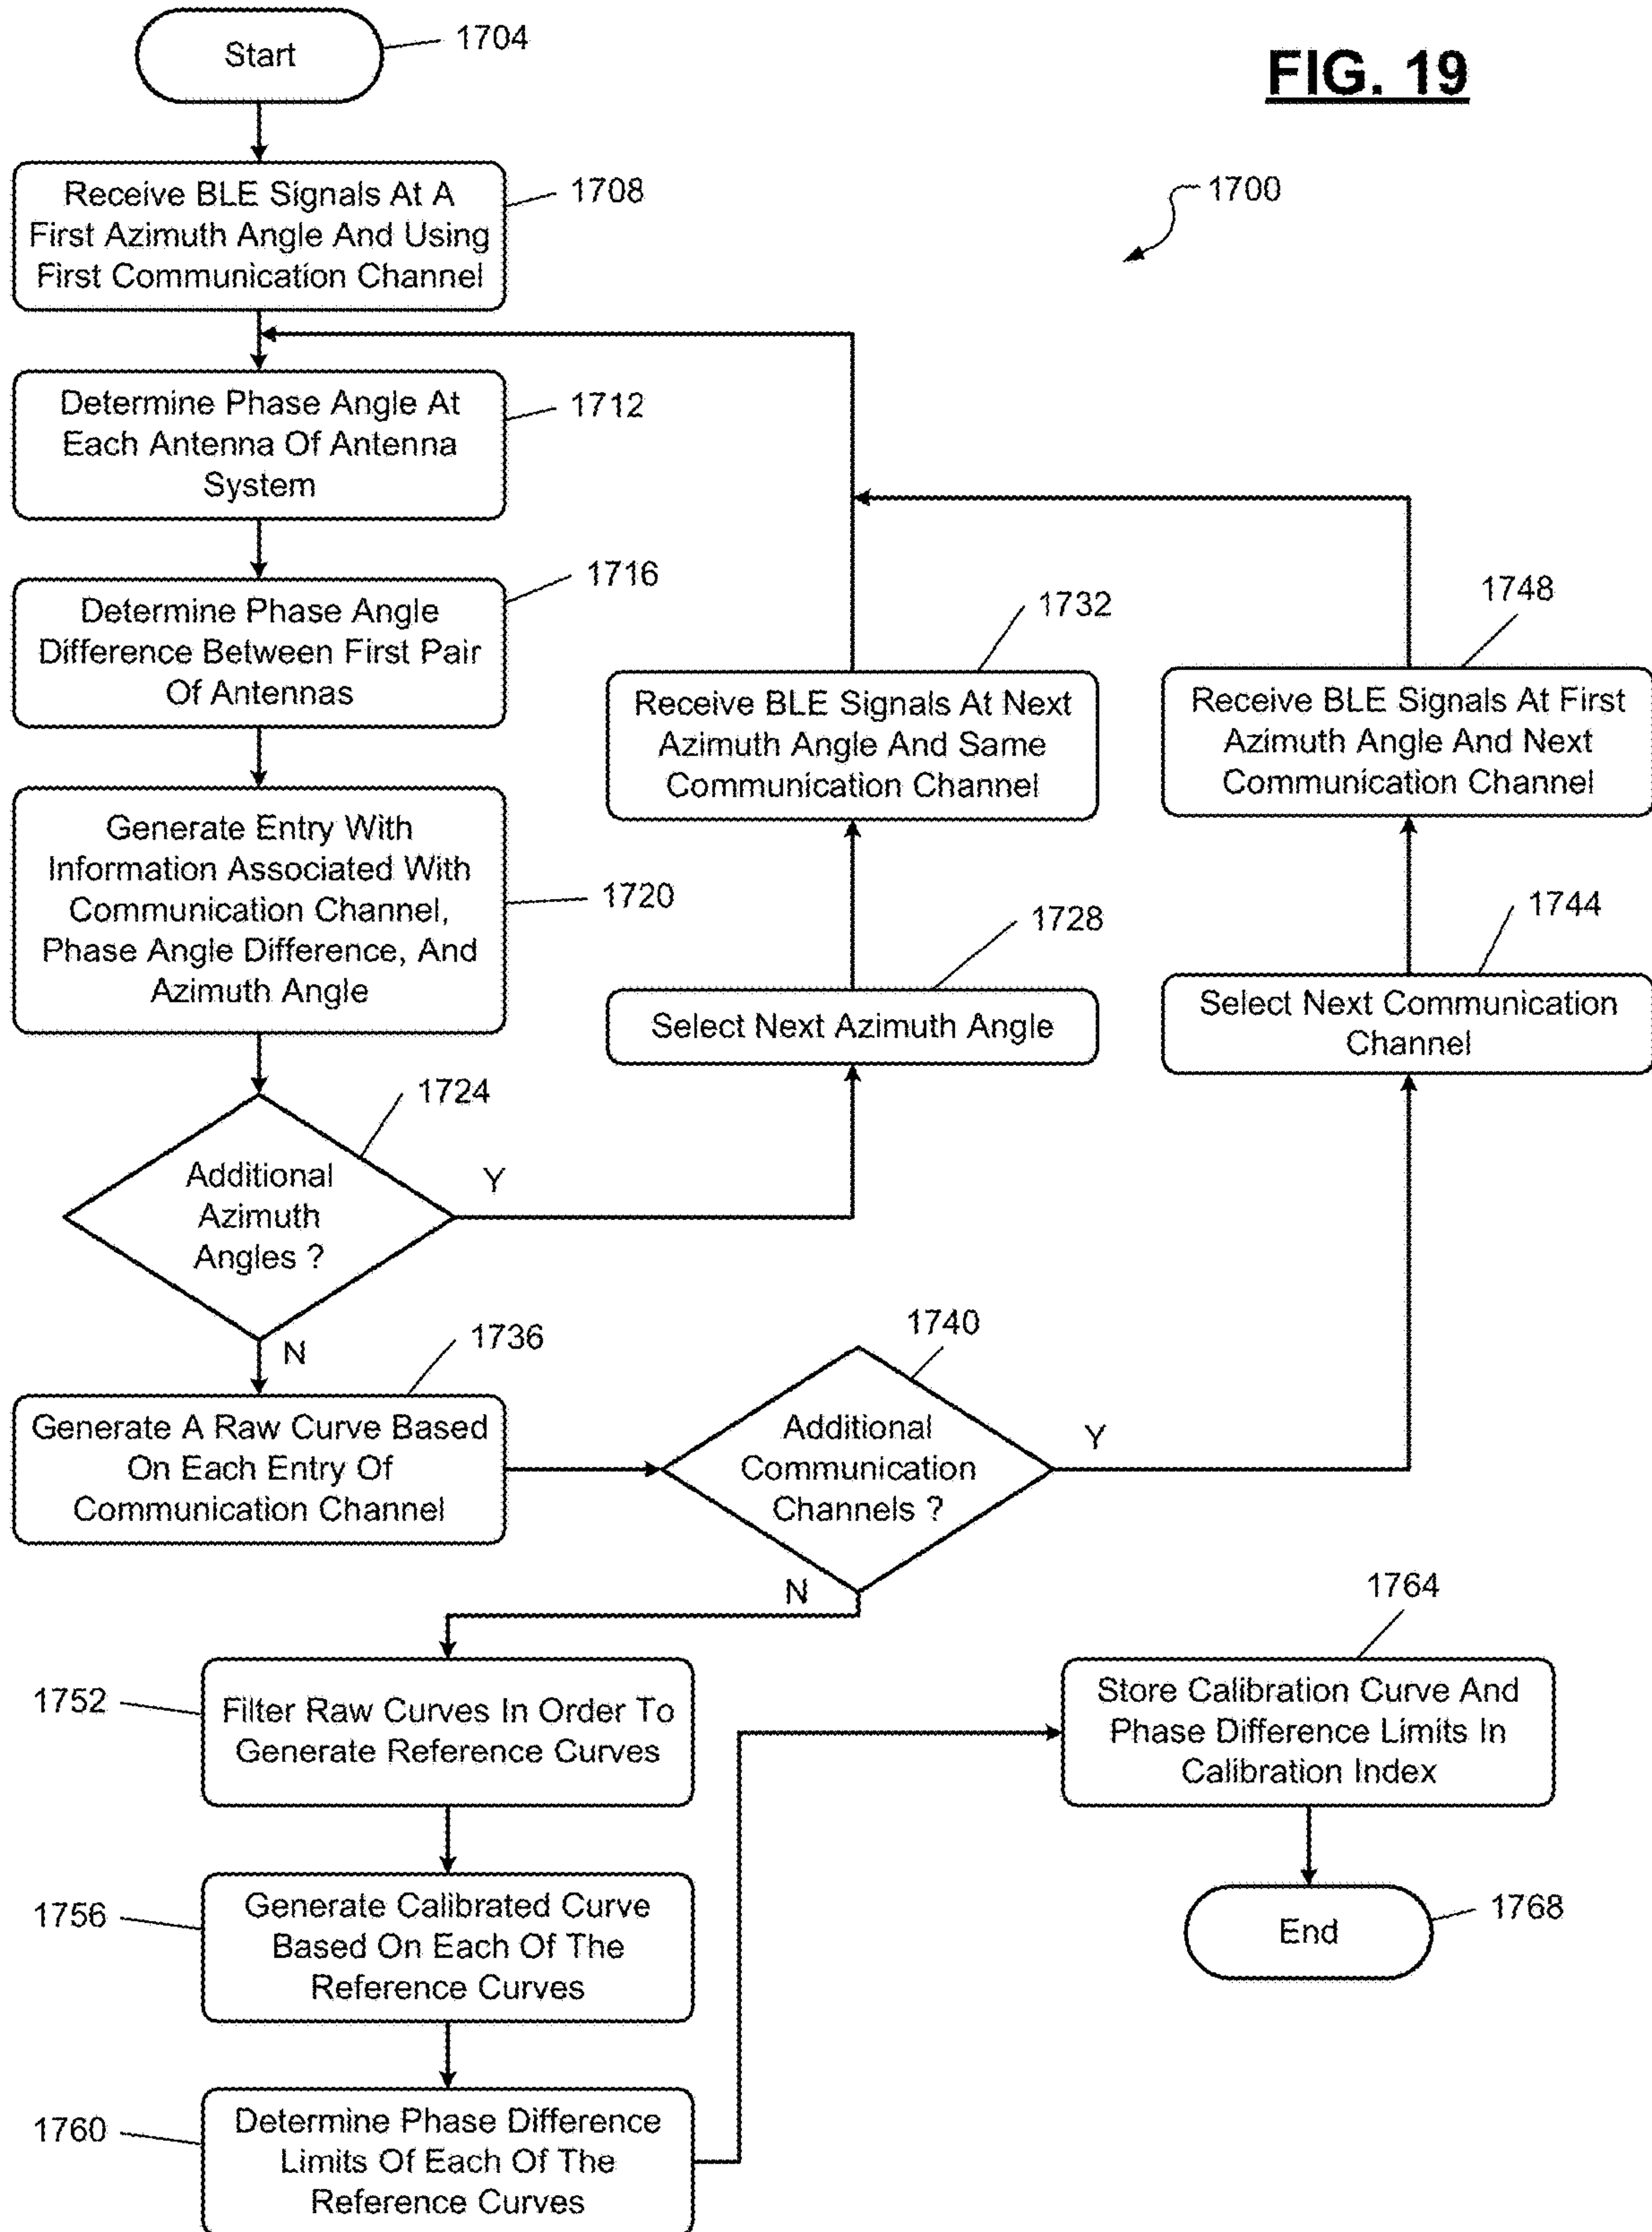 FIG. 19
1700
Start
1704
Receive BLE Signals At A
First Azimuth Angle And Using
First Communication Channel
1708
Determine Phase Angle At
Each Antenna Of Antenna
System
1712
Determine Phase Angle
Difference Between First Pair
Of Antennas
1716
Generate Entry With
Information Associated With
Communication Channel,
Phase Angle Difference, And
Azimuth Angle
1720
Additional
Azimuth
Angles ?
1724
Y
N
Select Next Azimuth Angle
1728
Receive BLE Signals At Next
Azimuth Angle And Same
Communication Channel
1732
Generate A Raw Curve Based
On Each Entry Of
Communication Channel
1736
Additional
Communication
Channels ?
1740
Y
N
Select Next Communication
Channel
1744
Receive BLE Signals At First
Azimuth Angle And Next
Communication Channel
1748
1752
Filter Raw Curves In Order To
Generate Reference Curves
1756
Generate Calibrated Curve
Based On Each Of The
Reference Curves
1760
Determine Phase Difference
Limits Of Each Of The
Reference Curves
1764
Store Calibration Curve And
Phase Difference Limits In
Calibration Index
End
1768